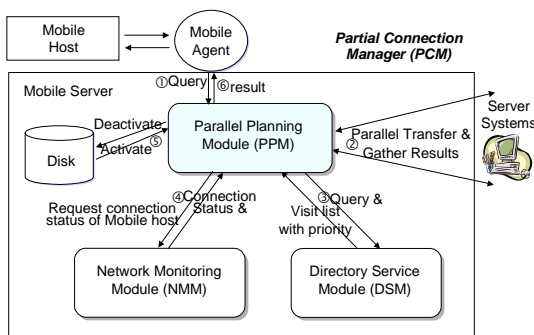 Mobile
Host
Mobile
Agent
Partial Connection
Manager (PCM)
①Query
⑥result
Mobile Server
Server
Systems
Deactivate
Activate⑤
Disk
Parallel Planning
Module (PPM)
Parallel Transfer &
②
Gather Results
④Connection
Status &
Request connection
status of Mobile host
③Query &
Visit list
with priority
Network Monitoring
Module (NMM)
Directory Service
Module (DSM)